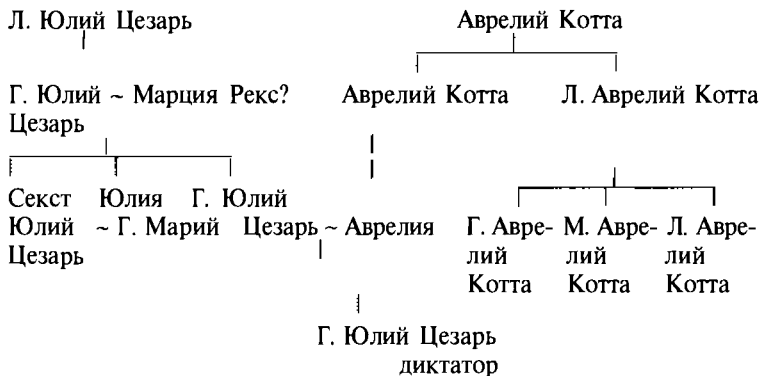 Л. Юлий Цезарь Аврелий Котта
Г. Юлий ~ Марция Рекс? Аврелий Котта Л. Аврелий Котта
Цезарь
Секст Юлия Г. Юлий
Юлий ~ Г. Марий Цезарь ~ Аврелия Г. Авре- М. Авре- Л. Авре-
Цезарь лий лий лий
Котта Котта Котта
Г. Юлий Цезарь
диктатор